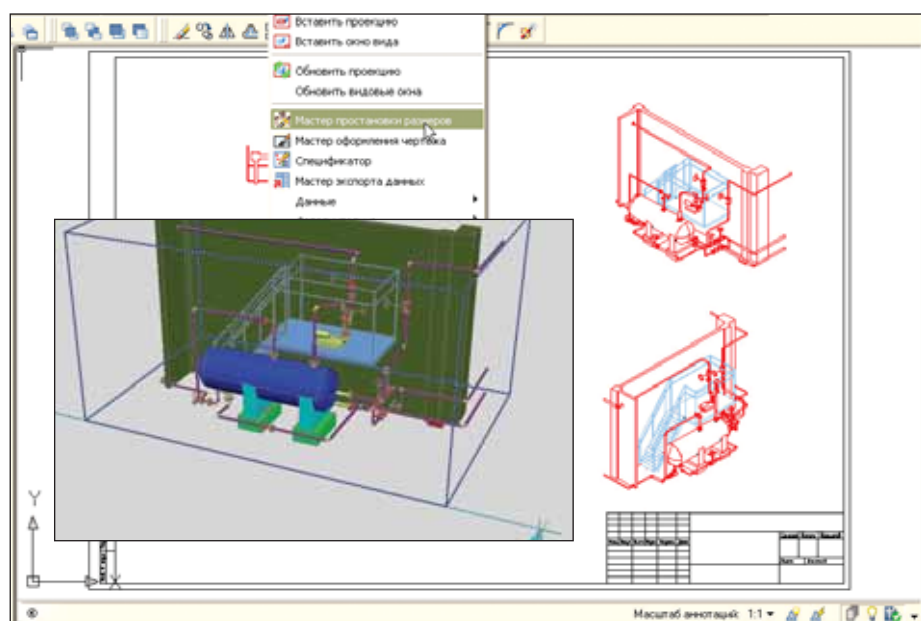 Вставить проекцию
Вставить окно вида
Обновить проекцию
Обновить видовые окна
Мастер простановки размеров
Мастер оформления чертежа
Спецификатор
Мастер экспорта данных
Данные
Y
X
Масштаб аннотаций: 1:1